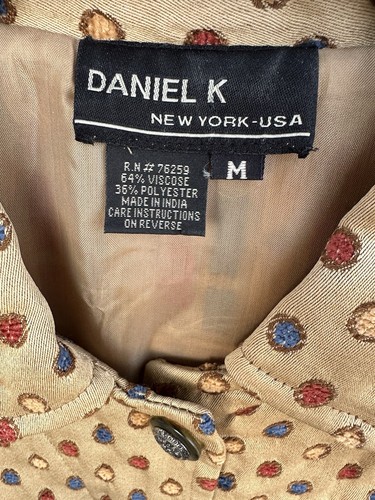 DANIEL K
NEW YORK-USA
R.N # 76259
64% VISCOSE
36% POLYESTER
MADE IN INDIA
CARE INSTRUCTIONS
ON REVERSE
M